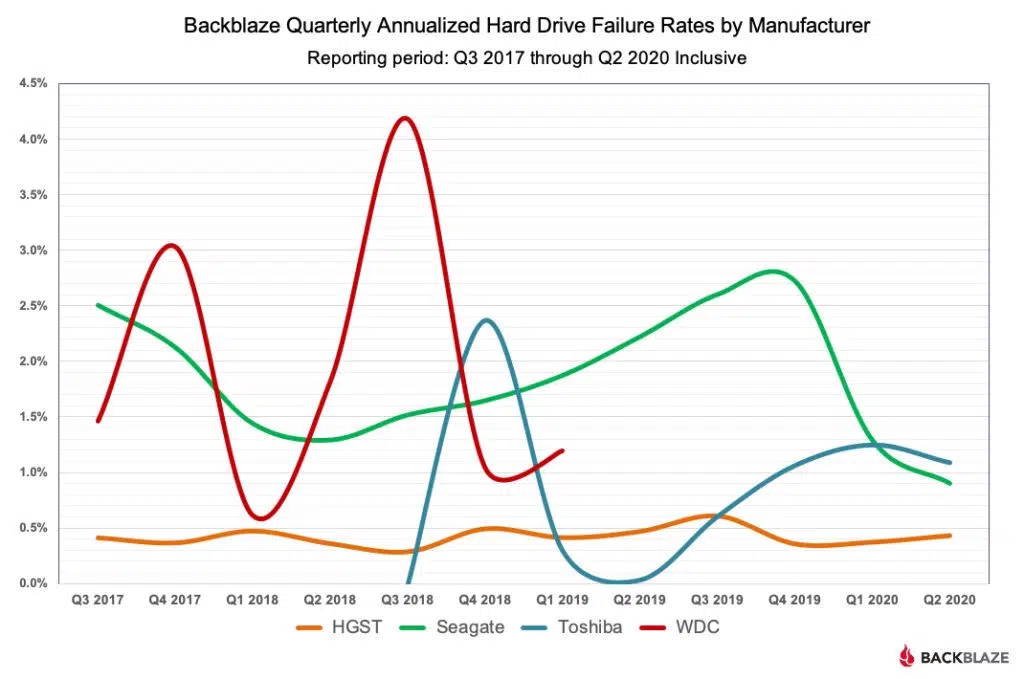 Backblaze Quarterly Annualized Hard Drive Failure Rates by Manufacturer
Reporting period: Q3 2017 through Q2 2020 Inclusive
4.5%
4.0%
3.5%
3.0%
2.5%
2.0%
1.5%
1.0%
0.5%
0.0%
Q3 2017 Q4 2017 Q1 2018 Q2 2018 Q3 2018 Q4 2018 Q1 2019 Q2 2019 Q3 2019 Q4 2019 Q1 2020 Q2 2020
HGST Seagate Toshiba WDC
BACKBLAZE